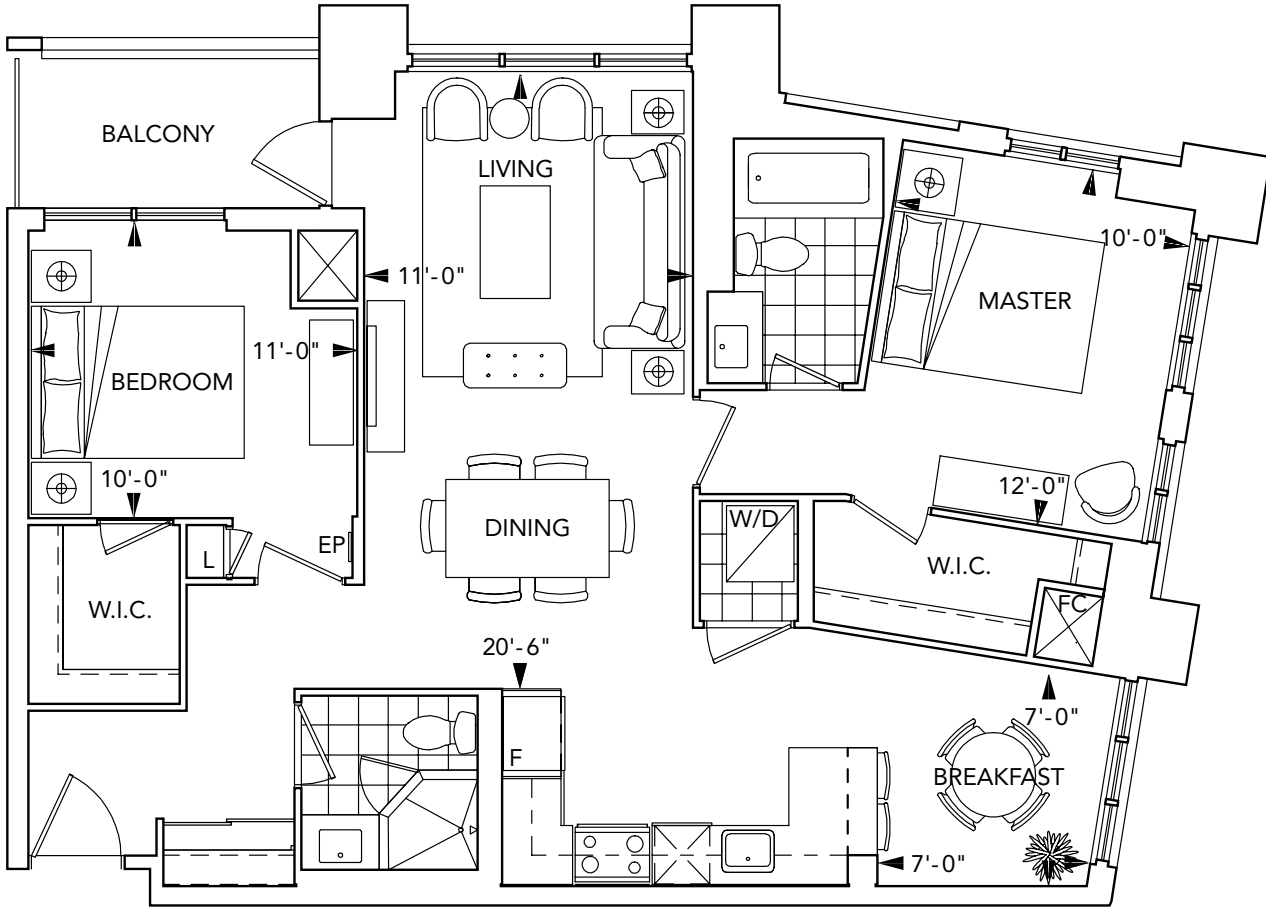 BALCONY
LIVING
10'-0"
11'-0"
MASTER
11'-0"
BEDROOM
10'-0"
12'-0"
W/D
DINING
EP
L
W.I.C.
W.I.C.
FC
20'-6"
7'-0"
F
BREAKFAST
7'-0"